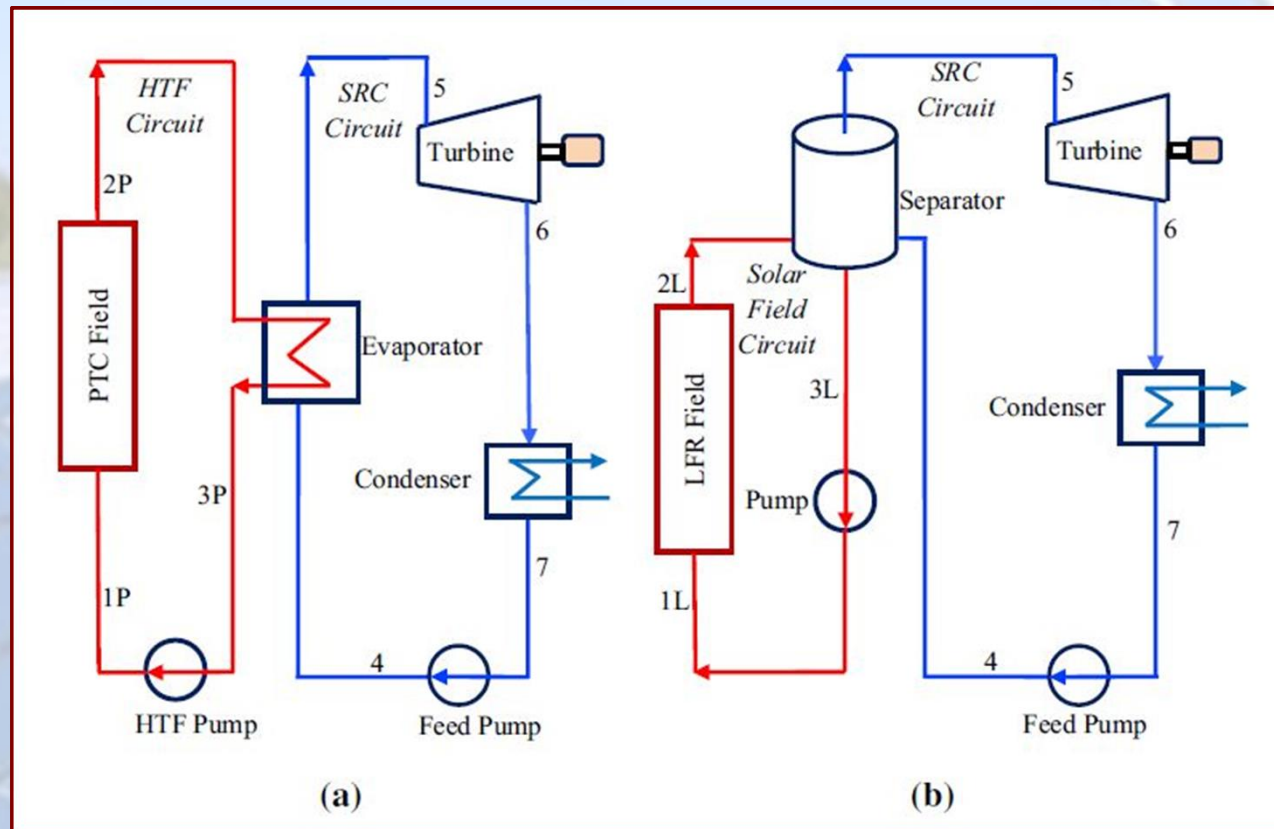 HTF
Circuit
SRC
Circuit
5
Turbine
2P
6
PTC Field
Evaporator
Condenser
3P
7
1P
4
HTF Pump
Feed Pump
(a)
SRC
Circuit
5
Turbine
Separator
6
2L
Solar
Field
Circuit
LFR Field
3L
Condenser
Pump
7
1L
4
Feed Pump
(b)